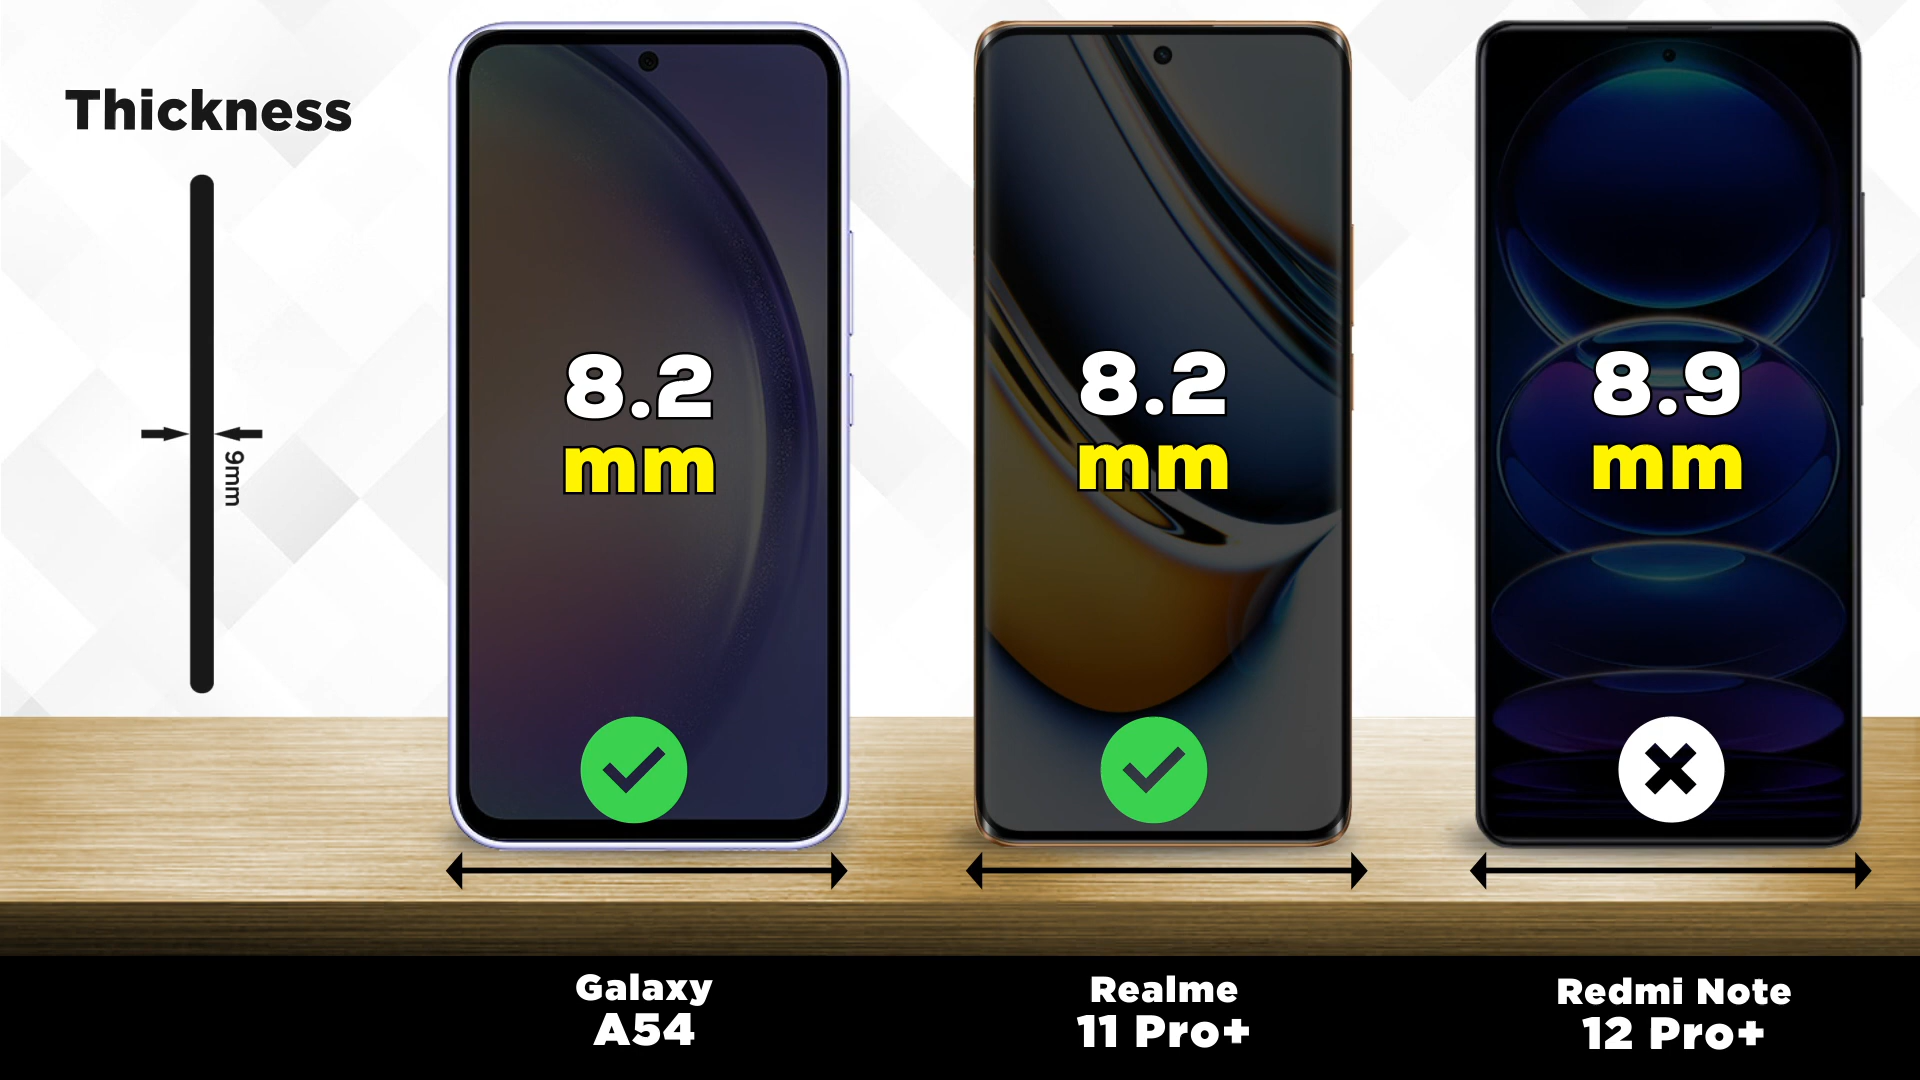 Thickness
9mm
8.2
mm
8.2
mm
8.9
mm
Galaxy
A54
Realme
11 Pro+
Redmi Note
12 Pro+